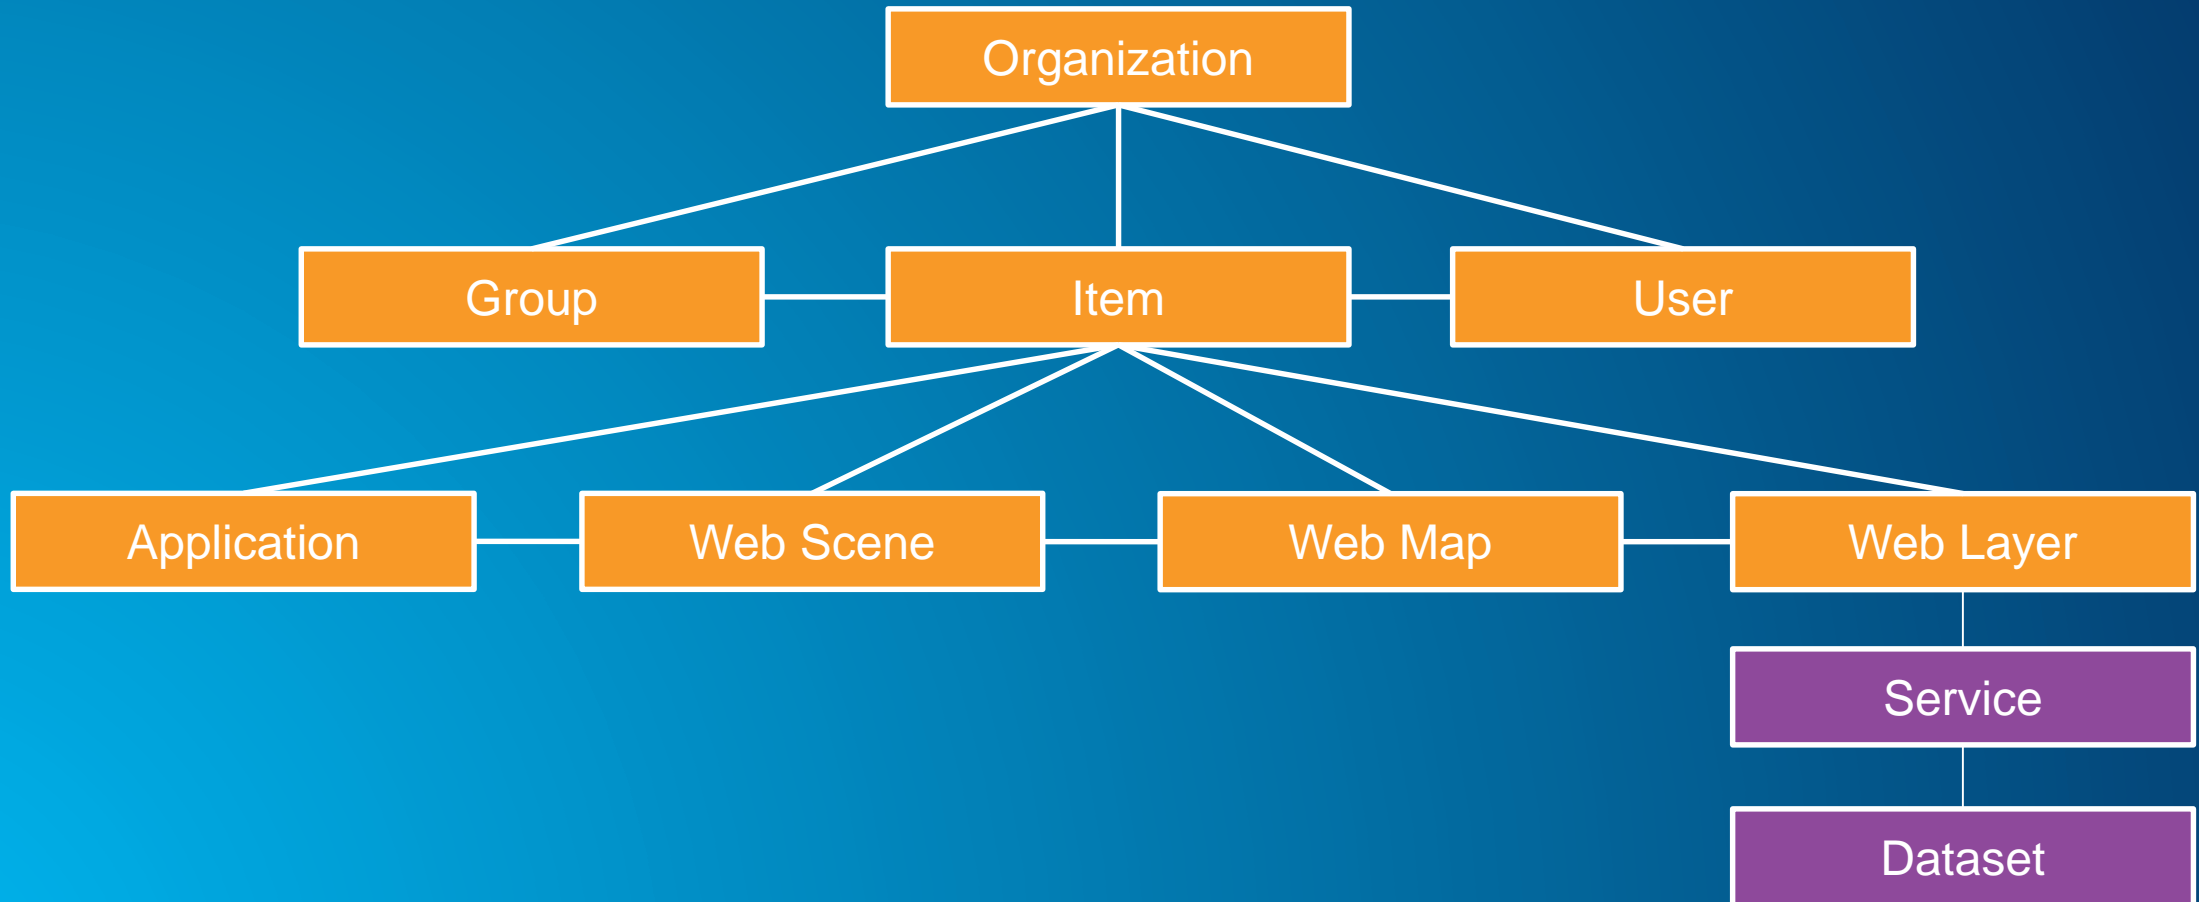 Organization
Group
Item
User
Application
Web Scene
Web Map
Web Layer
Service
Dataset